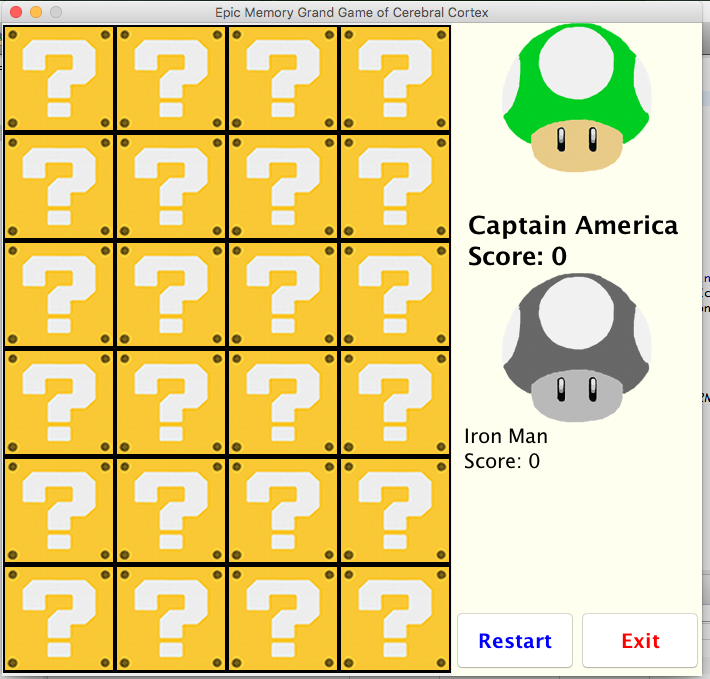 Epic Memory Grand Game of Cerebral Cortex
? ? ? ?
? ? ? ?
? ? ? ?
? ? ? ?
? ? ? ?
? ? ? ?
Captain America
Score: 0
Iron Man
Score: 0
Restart
Exit